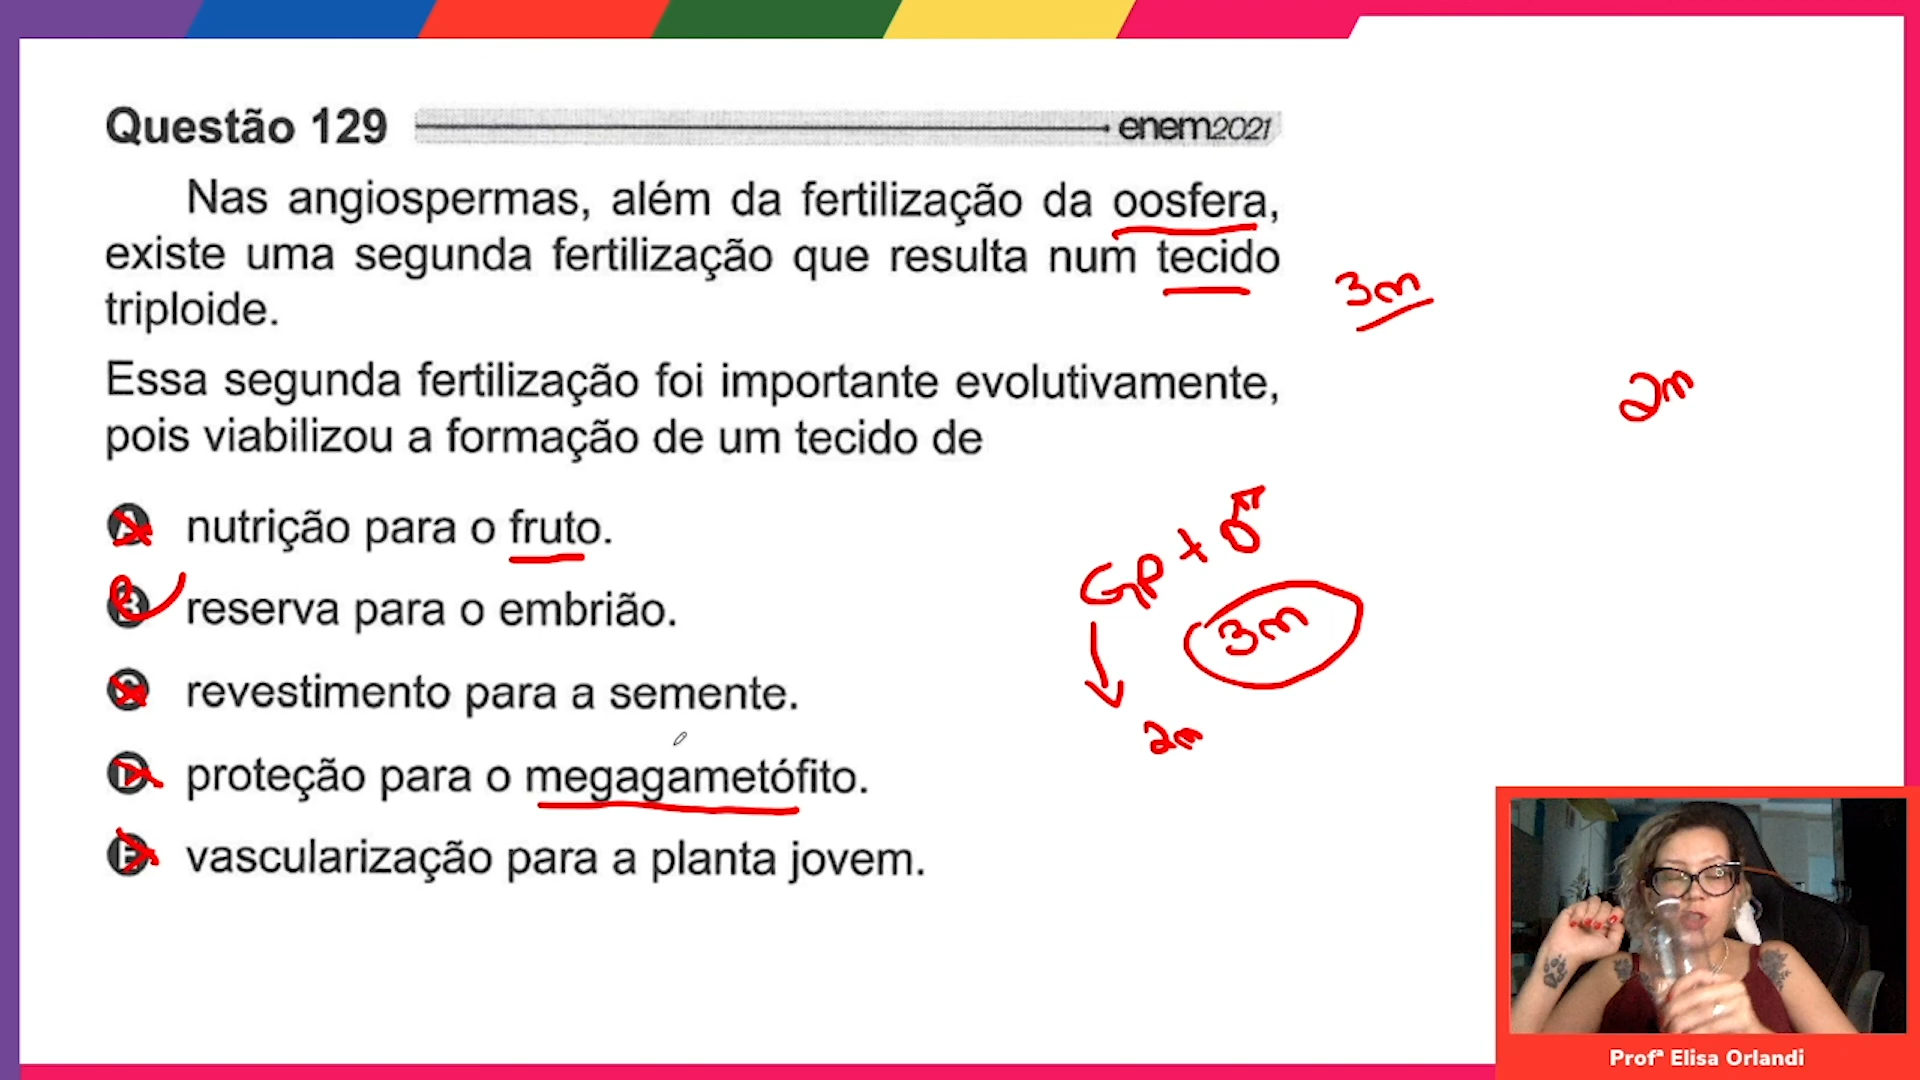 Questão 129
enem2021
Nas angiospermas, além da fertilização da oosfera,
existe uma segunda fertilização que resulta num tecido
triploide.
3n
Essa segunda fertilização foi importante evolutivamente,
pois viabilizou a formação de um tecido de
2n
A nutrição para o fruto.
B reserva para o embrião.
C revestimento para a semente.
D proteção para o megagametófito.
E vascularização para a planta jovem.
GP + ♂
3n
2n
Profª Elisa Orlandi